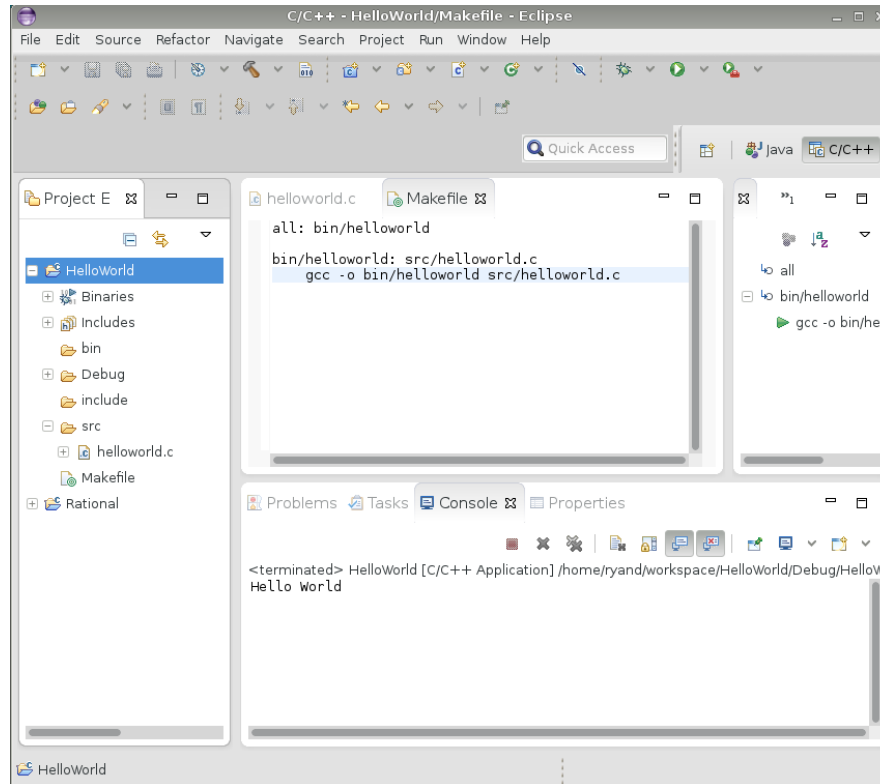 C/C++ - HelloWorld/Makefile - Eclipse
File Edit Source Refactor Navigate Search Project Run Window Help
010
Quick Access
Java
C/C++
Project E
HelloWorld
Binaries
Includes
bin
Debug
include
src
helloworld.c
Makefile
Rational
helloworld.c
Makefile
all: bin/helloworld
bin/helloworld: src/helloworld.c
gcc -o bin/helloworld src/helloworld.c
»1
a
z
all
bin/helloworld
gcc -o bin/he
Problems
Tasks
Console
Properties
<terminated> HelloWorld [C/C++ Application] /home/ryand/workspace/HelloWorld/Debug/HelloW
Hello World
HelloWorld